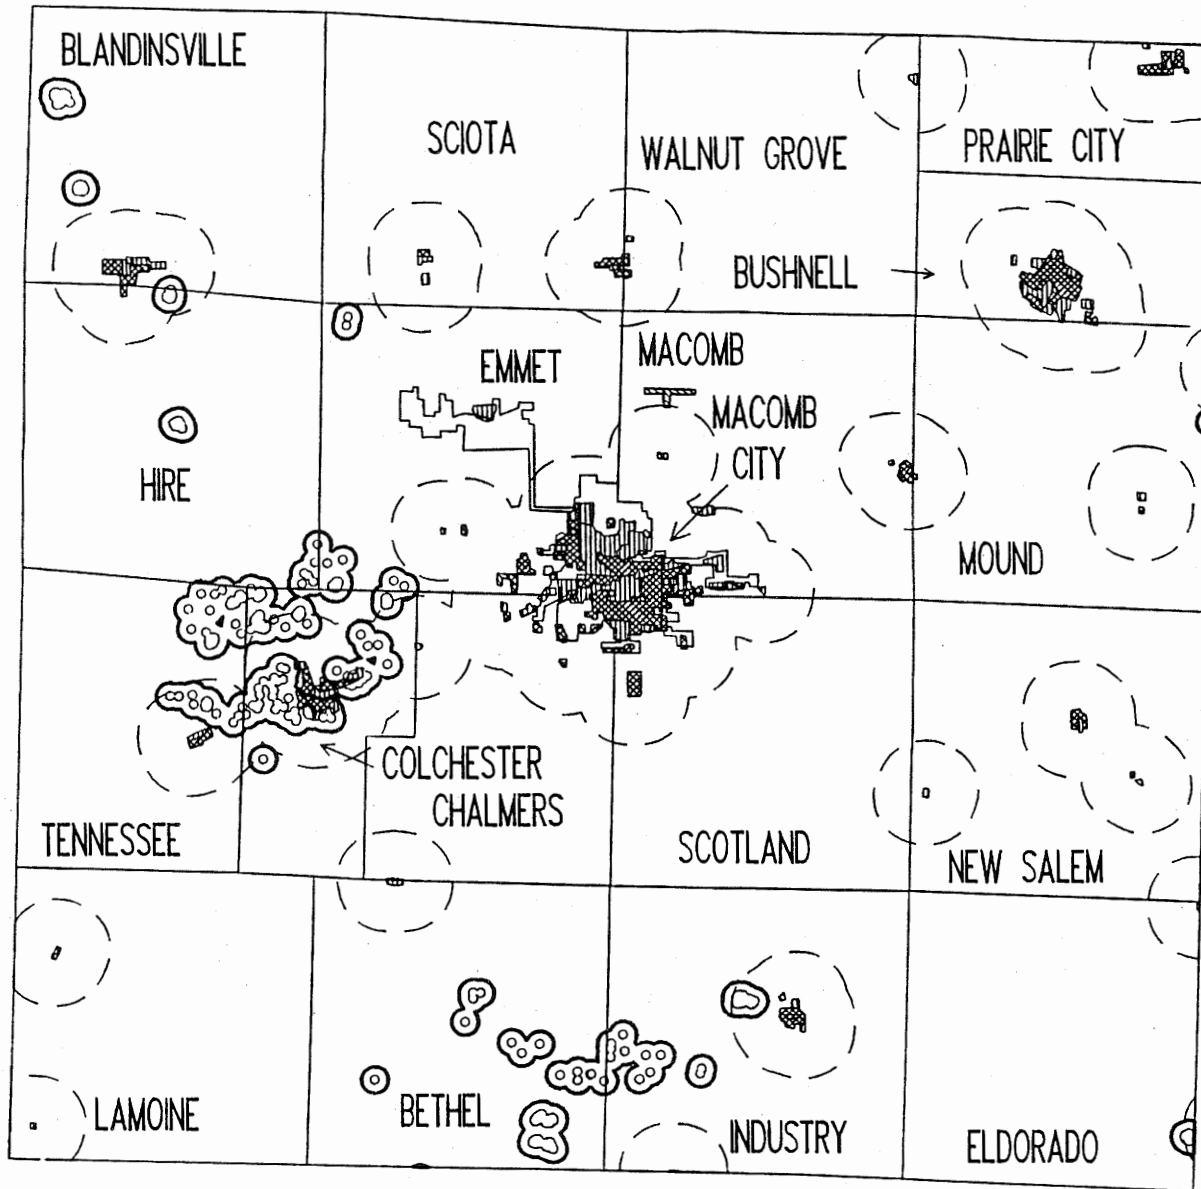 BLANDINSVILLE
SCIOTA
WALNUT GROVE
PRAIRIE CITY
BUSHNELL
EMMET
MACOMB
MACOMB
CITY
HIRE
MOUND
COLCHESTER
CHALMERS
TENNESSEE
SCOTLAND
NEW SALEM
LAMOINE
BETHEL
INDUSTRY
ELDORADO